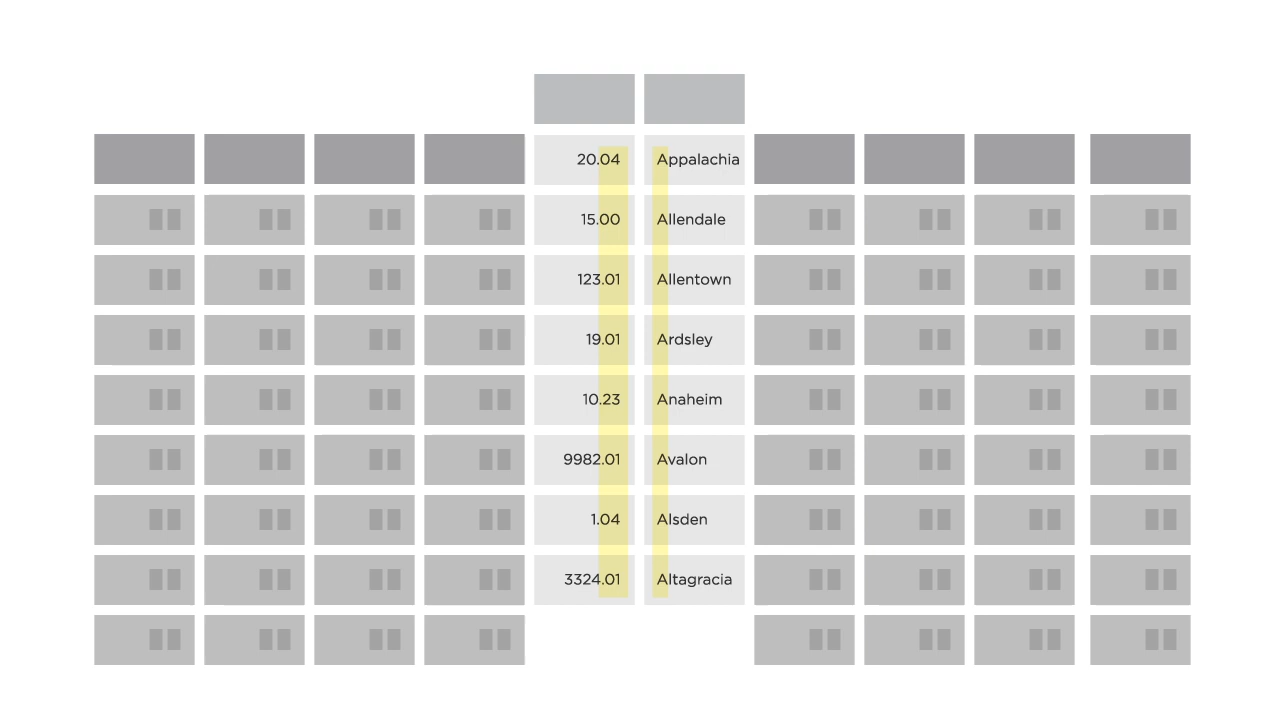 20.04 Appalachia
15.00 Allendale
123.01 Allentown
19.01 Ardsley
10.23 Anaheim
9982.01 Avalon
1.04 Alsden
3324.01 Altagracia